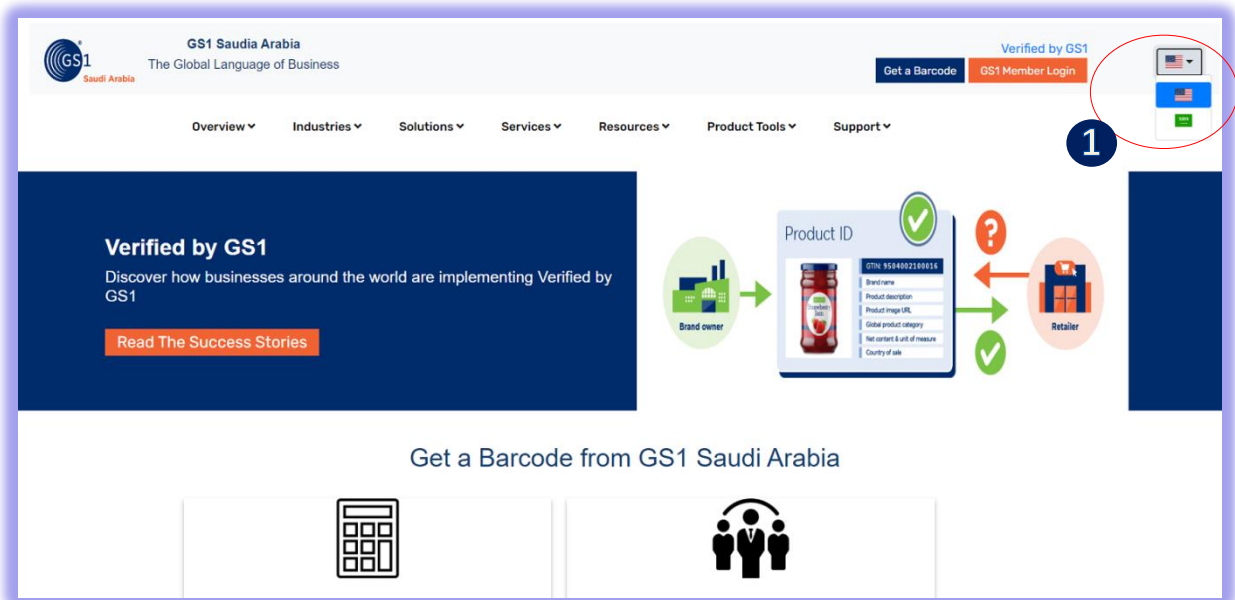 GS1 Saudia Arabia
The Global Language of Business
GS1
Saudi Arabia
Verified by GS1
Get a Barcode
GS1 Member Login
Overview
Industries
Solutions
Services
Resources
Product Tools
Support
1
Verified by GS1
Discover how businesses around the world are implementing Verified by
GS1
Read The Success Stories
Brand owner
Product ID
Strawberry
Jam
GTIN: 9504002100016
Brand name
Product description
Product image URL
Global product category
Net content & unit of measure
Country of sale
?
Retailer
Get a Barcode from GS1 Saudi Arabia